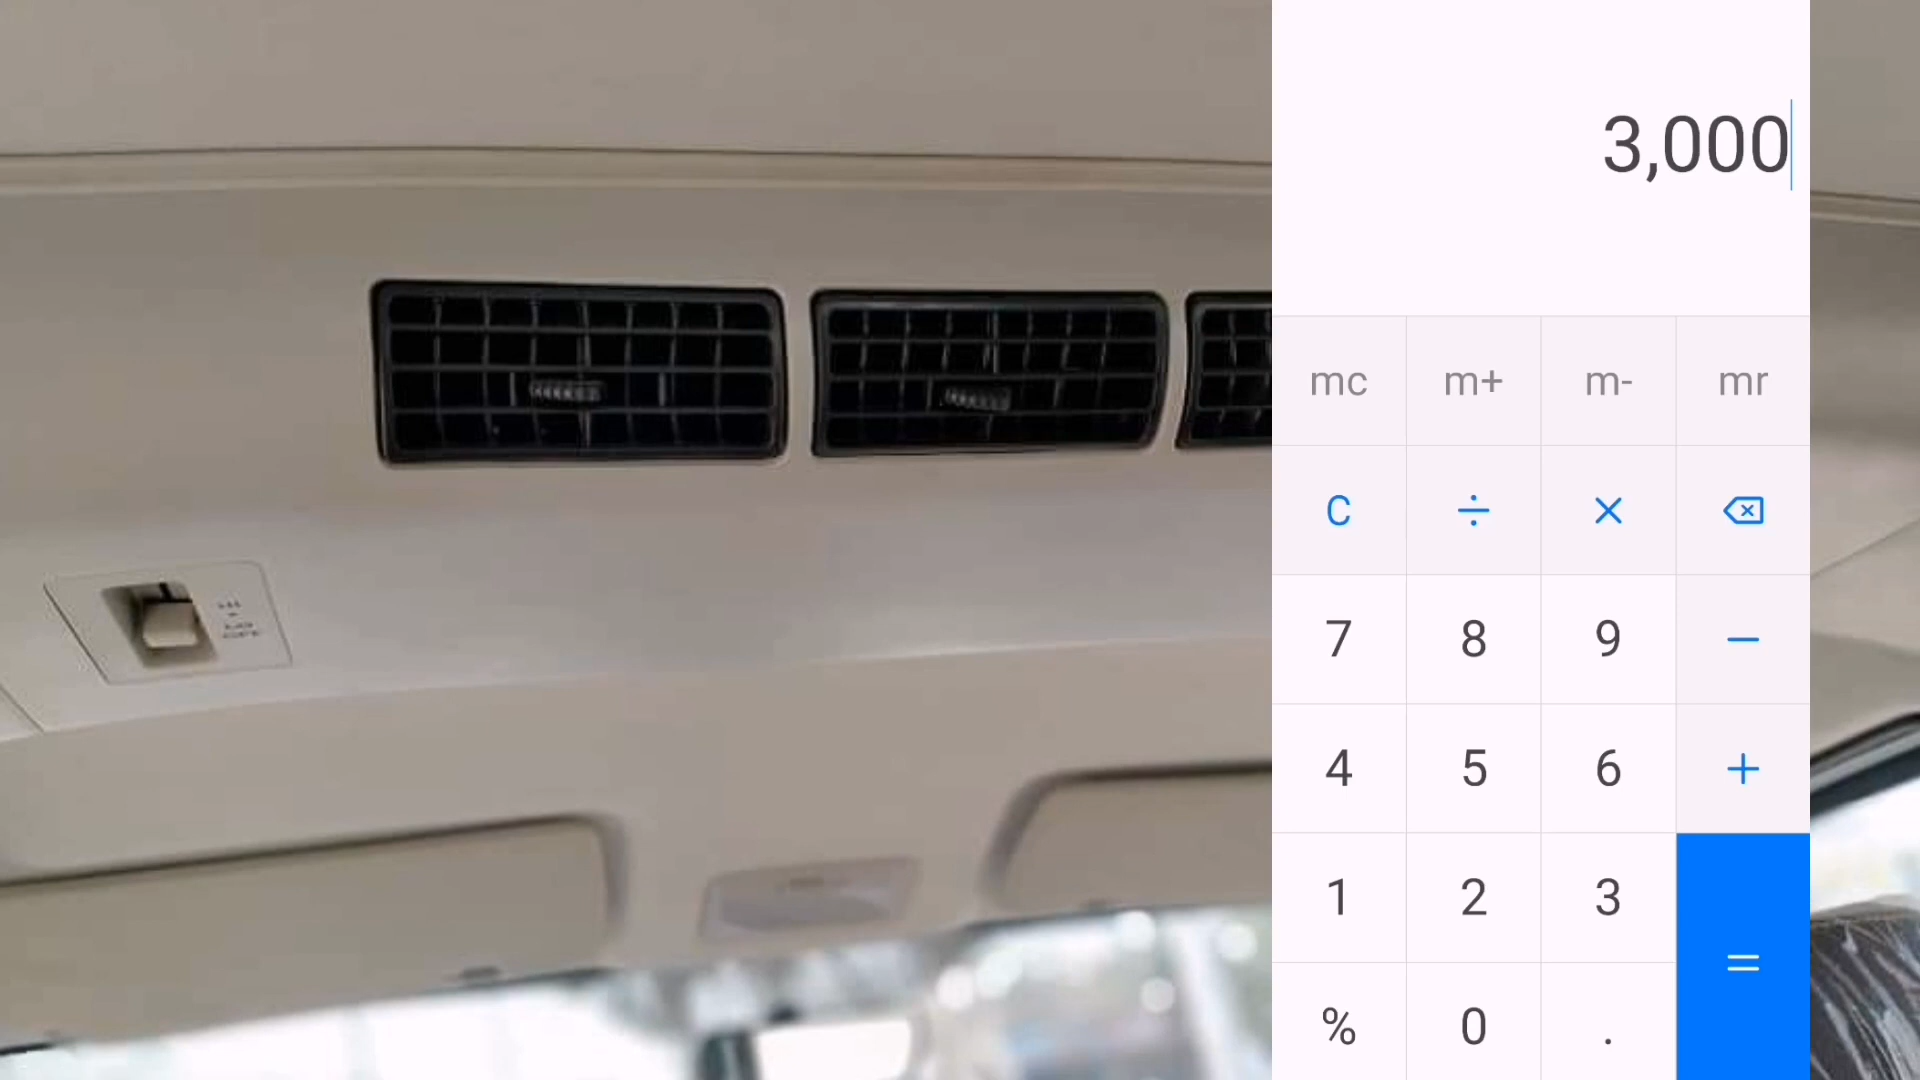 3,000
mc m+ m- mr
C ÷ ×
7 8 9 −
4 5 6 +
1 2 3
% 0 . =